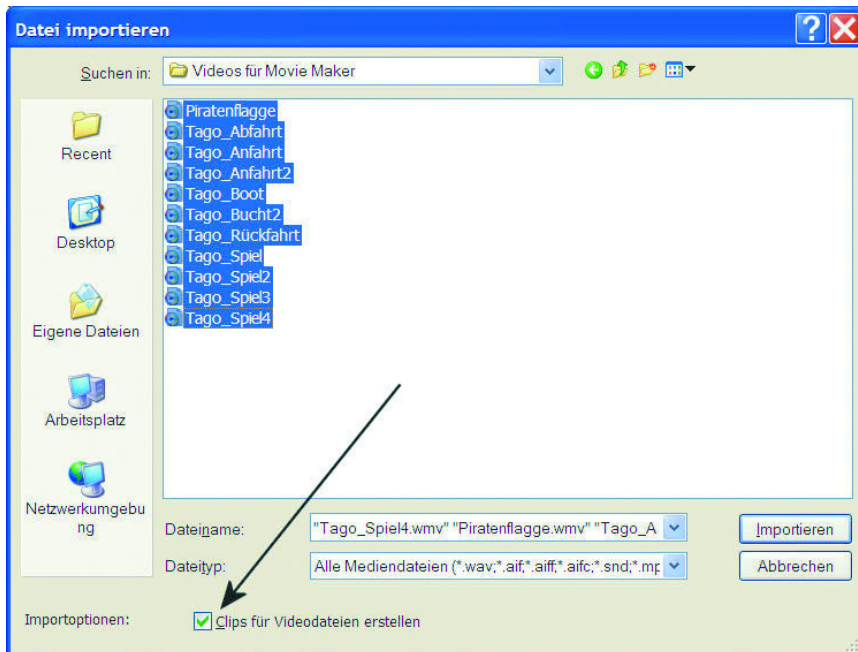 Datei importieren
Suchen in: Videos für Movie Maker
Recent
Desktop
Eigene Dateien
Arbeitsplatz
Netzwerkumgebu
ng
Piratenflagge
Tago_Abfahrt
Tago_Anfahrt
Tago_Anfahrt2
Tago_Boot
Tago_Bucht2
Tago_Rückfahrt
Tago_Spiel
Tago_Spiel2
Tago_Spiel3
Tago_Spiel4
Dateiname: "Tago_Spiel4.wmv" "Piratenflagge.wmv" "Tago_A Importieren
Dateityp: Alle Mediendateien (*.wav;*.aif;*.aiff;*.aifc;*.snd;*.mp Abbrechen
Importoptionen: Clips für Videodateien erstellen